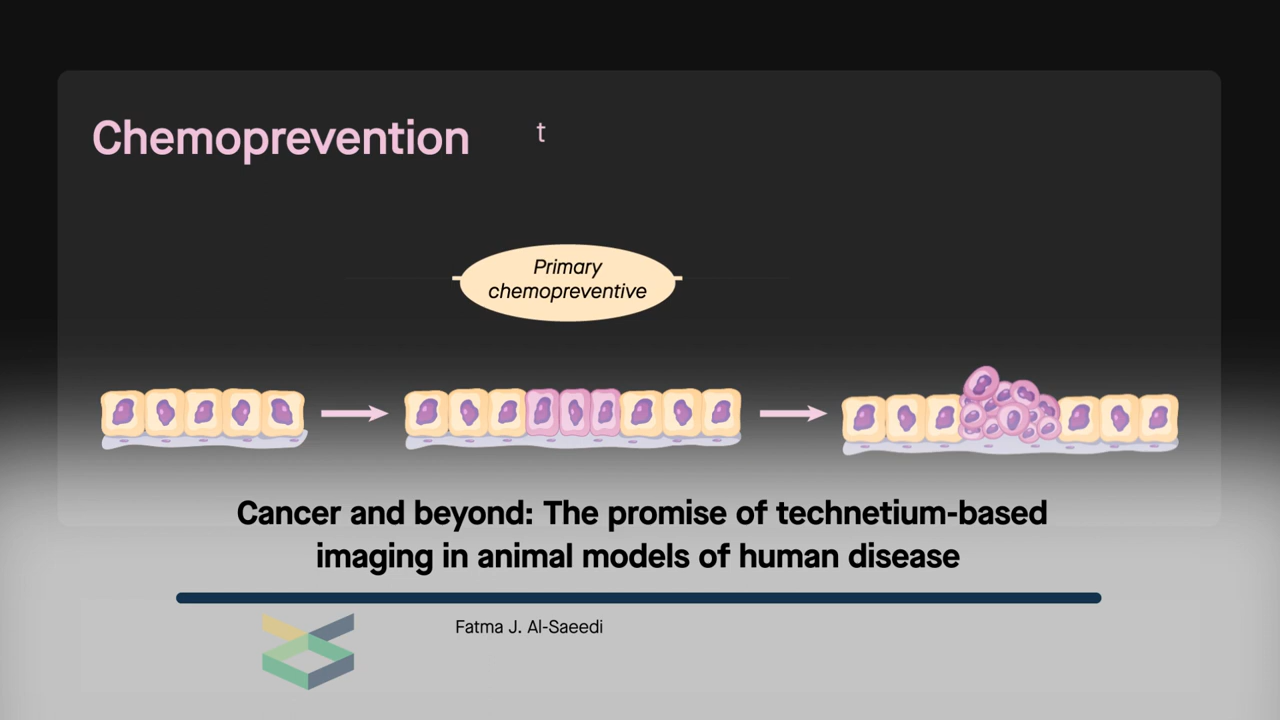 Chemoprevention t
Primary
chemopreventive
Cancer and beyond: The promise of technetium-based
imaging in animal models of human disease
Fatma J. Al-Saeedi